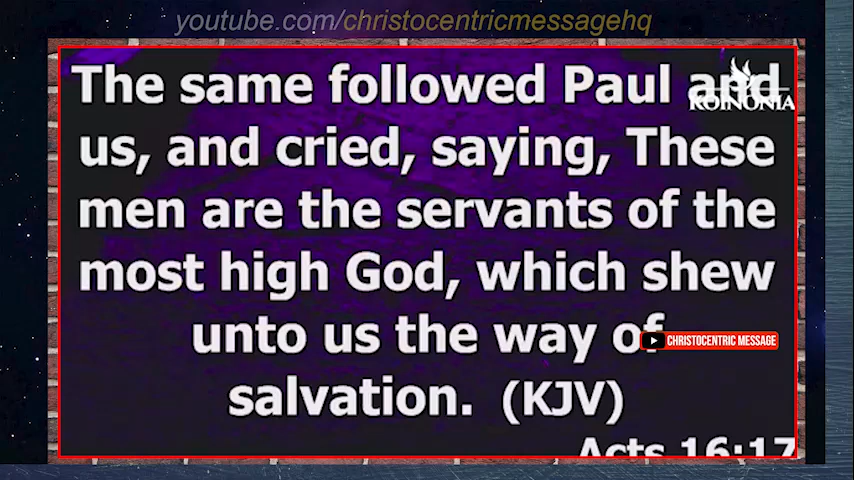 youtube.com/christocentricmessagehq
The same followed Paul and
KOINONIA
us, and cried, saying, These
men are the servants of the
most high God, which shew
unto us the way of
CHRISTOCENTRIC MESSAGE
salvation. (KJV)
Acts 16:17